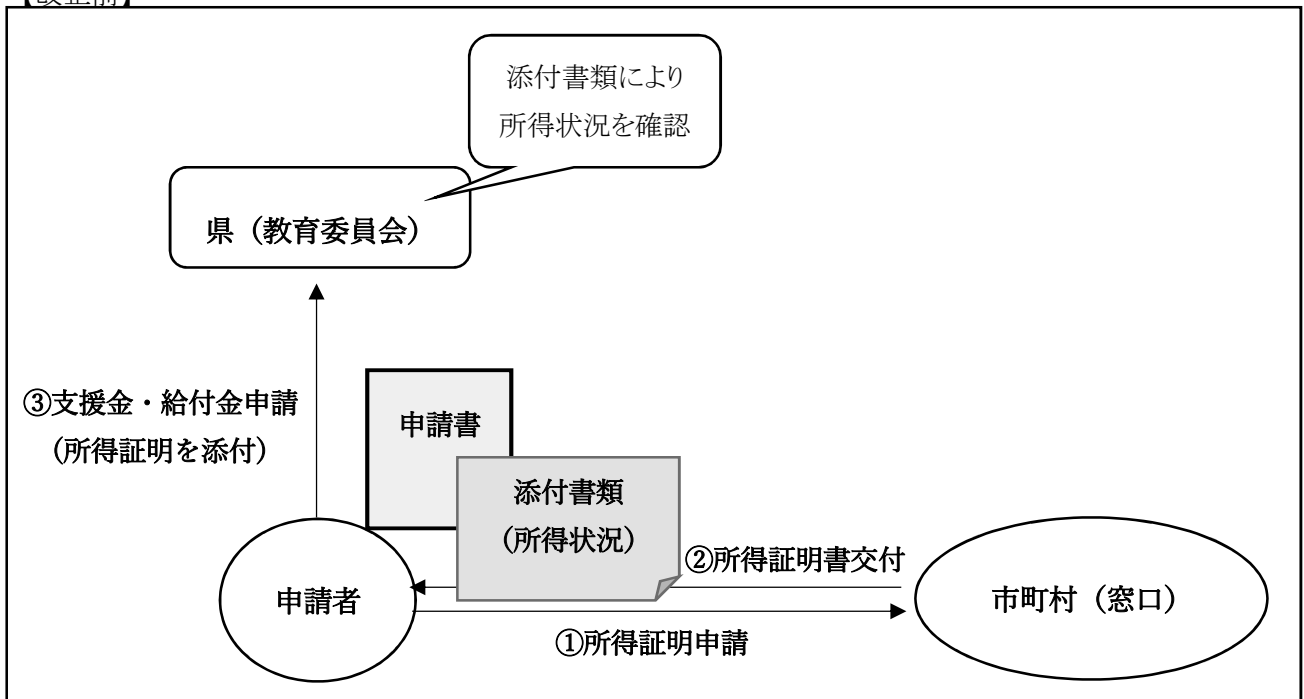 添付書類により
所得状況を確認
県（教育委員会）
③支援金・給付金申請
（所得証明を添付）
申請書
添付書類
（所得状況）
②所得証明書交付
申請者
市町村（窓口）
①所得証明申請